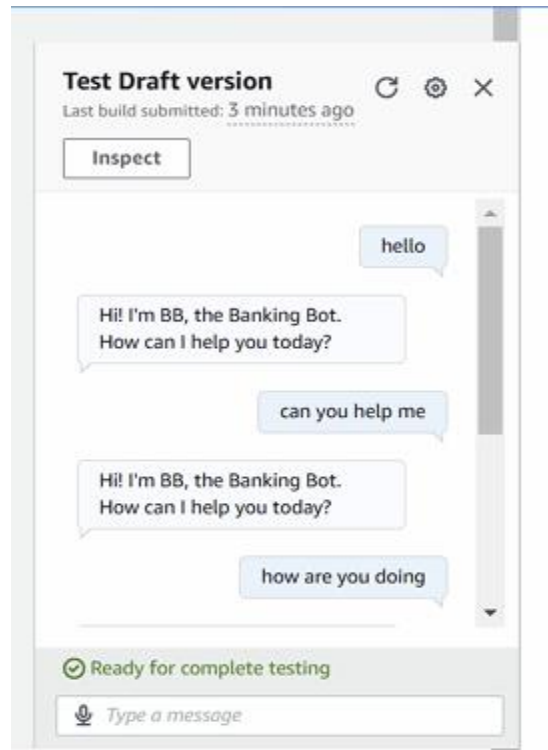 Test Draft version
Last build submitted: 3 minutes ago
Inspect
hello
Hi! I'm BB, the Banking Bot.
How can I help you today?
can you help me
Hi! I'm BB, the Banking Bot.
How can I help you today?
how are you doing
Ready for complete testing
Type a message